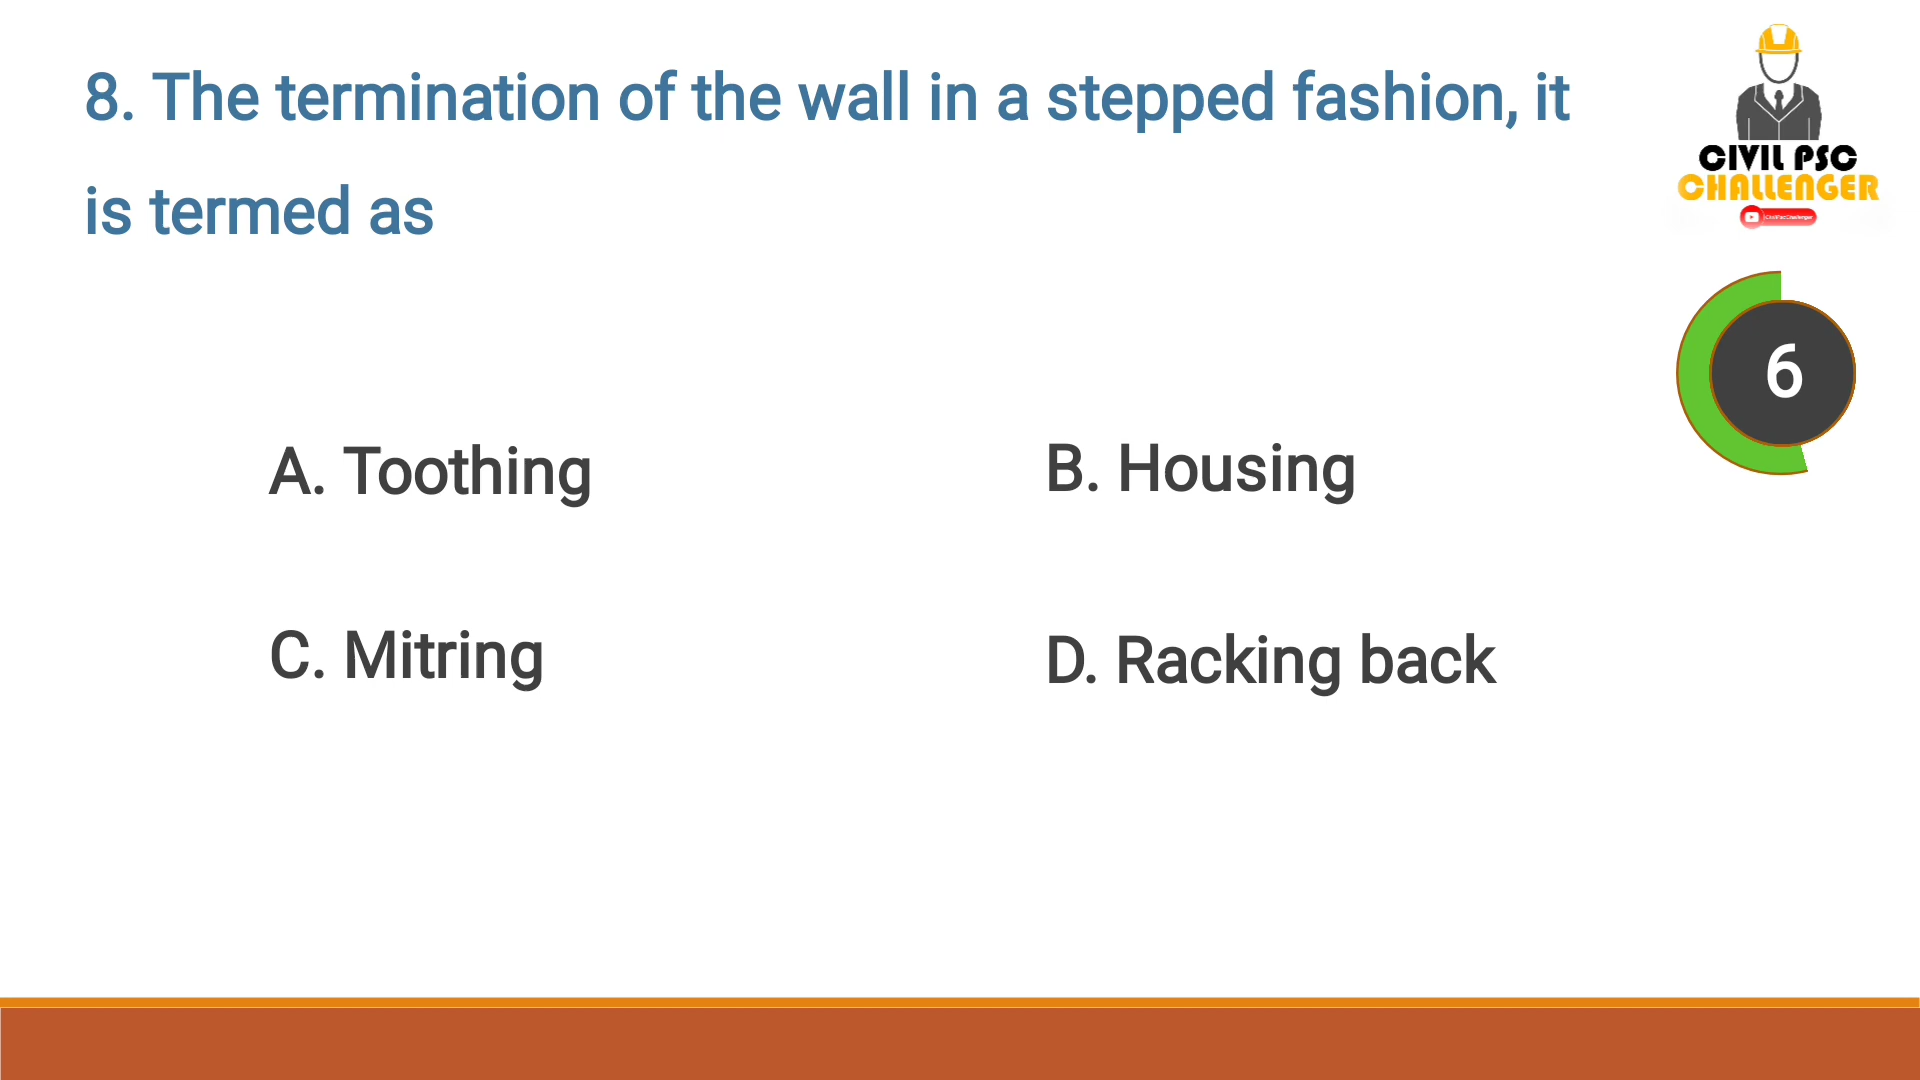 8. The termination of the wall in a stepped fashion, it
is termed as
CIVIL PSC
CHALLENGER
6
A. Toothing
B. Housing
C. Mitring
D. Racking back